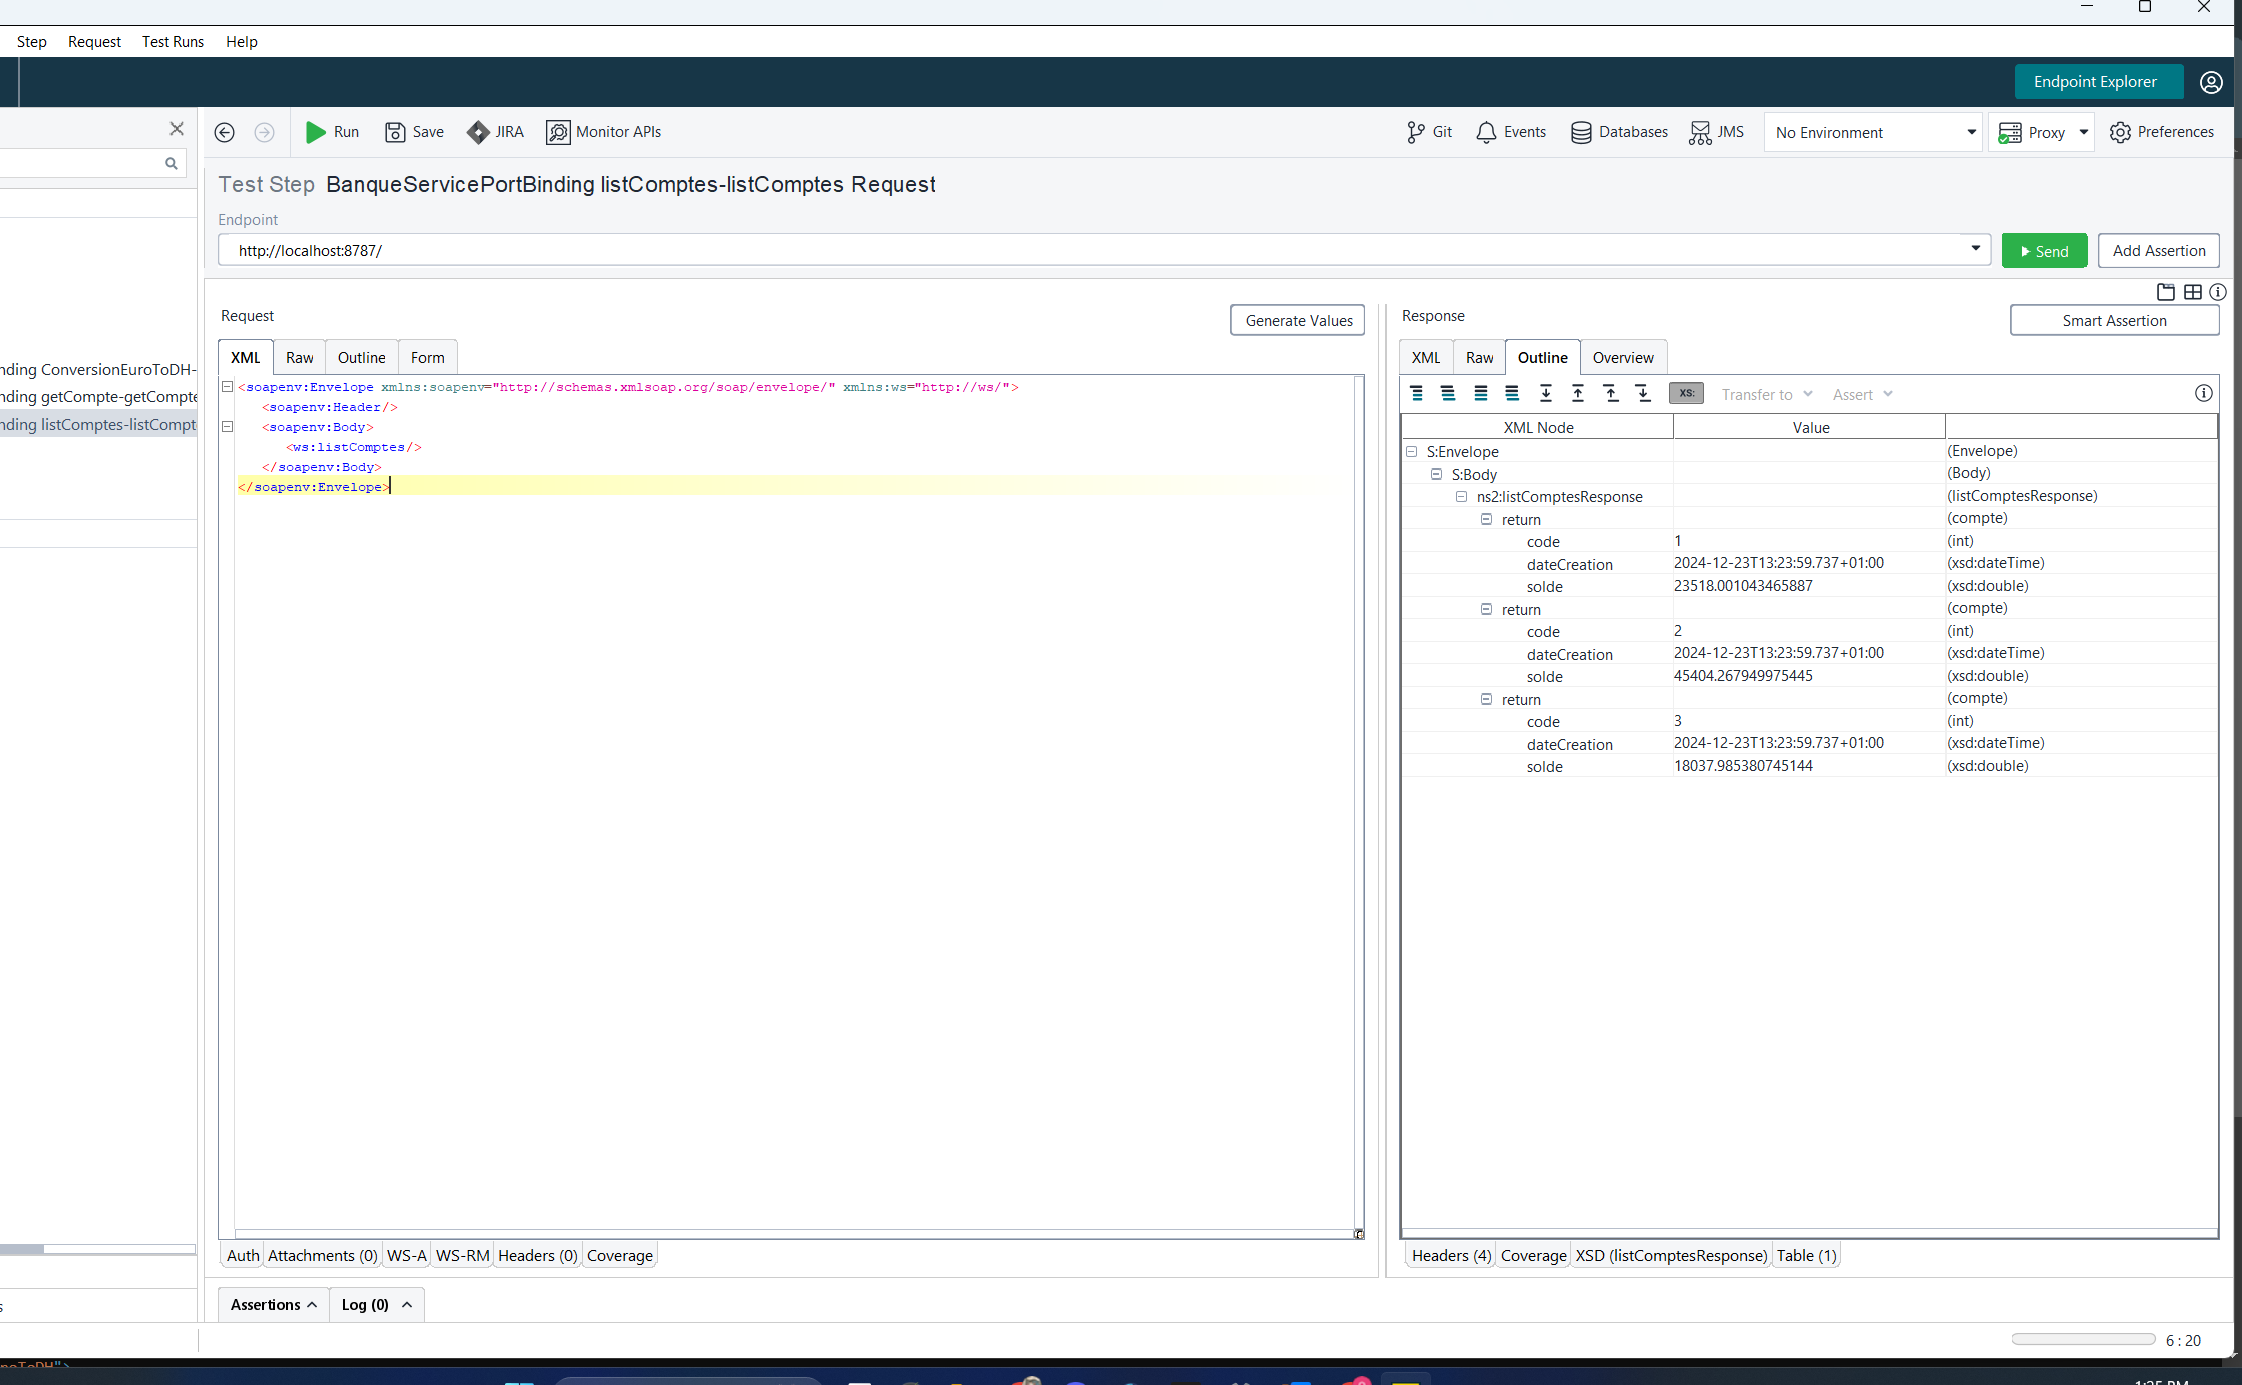 Step Request Test Runs Help
Endpoint Explorer
Run Save JIRA Monitor APIs Git Events Databases JMS No Environment Proxy Preferences
Test Step BanqueServicePortBinding listComptes-listComptes Request
Endpoint
http://localhost:8787/ Send Add Assertion
Request Generate Values
XML Raw Outline Form
nding ConversionEuroToDH-
nding getCompte-getCompte
nding listComptes-listCompt
<soapenv:Envelope xmlns:soapenv="http://schemas.xmlsoap.org/soap/envelope/" xmlns:ws="http://ws/">
<soapenv:Header/>
<soapenv:Body>
<ws:listComptes/>
</soapenv:Body>
</soapenv:Envelope>
Auth Attachments (0) WS-A WS-RM Headers (0) Coverage
Response Smart Assertion
XML Raw Outline Overview
XS: Transfer to Assert
XML Node Value
S:Envelope (Envelope)
S:Body (Body)
ns2:listComptesResponse (listComptesResponse)
return (compte)
code 1 (int)
dateCreation 2024-12-23T13:23:59.737+01:00 (xsd:dateTime)
solde 23518.001043465887 (xsd:double)
return (compte)
code 2 (int)
dateCreation 2024-12-23T13:23:59.737+01:00 (xsd:dateTime)
solde 45404.267949975445 (xsd:double)
return (compte)
code 3 (int)
dateCreation 2024-12-23T13:23:59.737+01:00 (xsd:dateTime)
solde 18037.985380745144 (xsd:double)
Headers (4) Coverage XSD (listComptesResponse) Table (1)
Assertions Log (0)
s
6 : 20